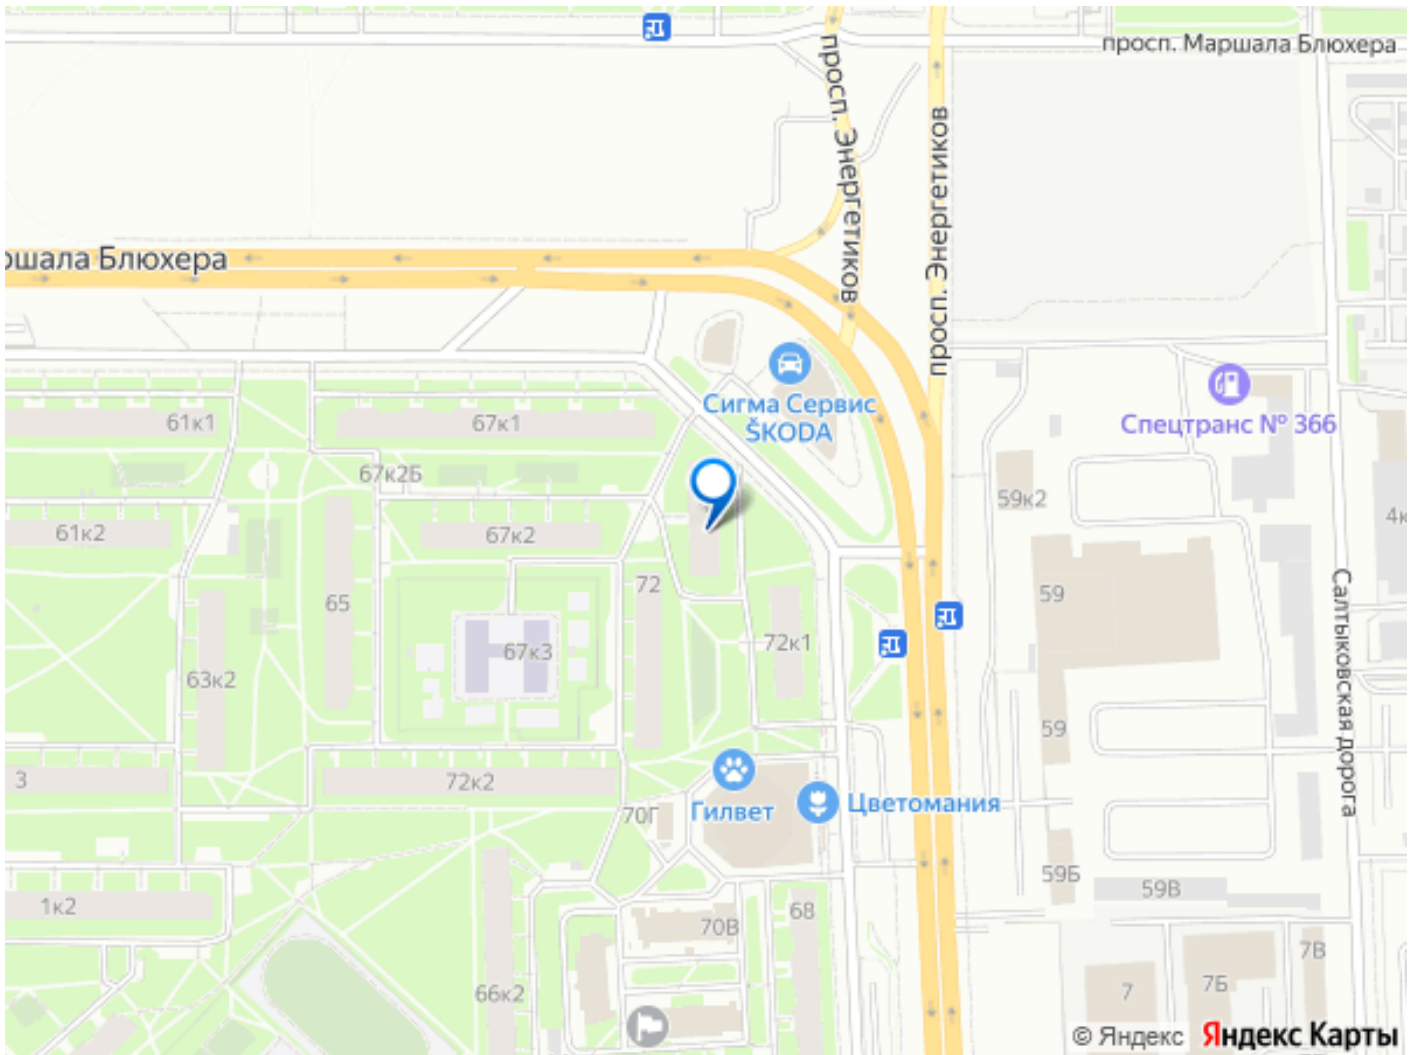 просп. Маршала Блюхера
просп. Энергетиков
просп. Энергетиков
ршала Блюхера
Сигма Сервис
ŠKODA
Спецтранс № 366
61к1
67к1
67к2Б
59к2
4к
61к2
67к2
72
59
65
67к3
72к1
63к2
Салтыковская дорога
59
3
72к2
70Г
Гилвет
Цветомания
59Б
59В
1к2
70В
68
66к2
7В
7Б
7
© Яндекс Яндекс Карты